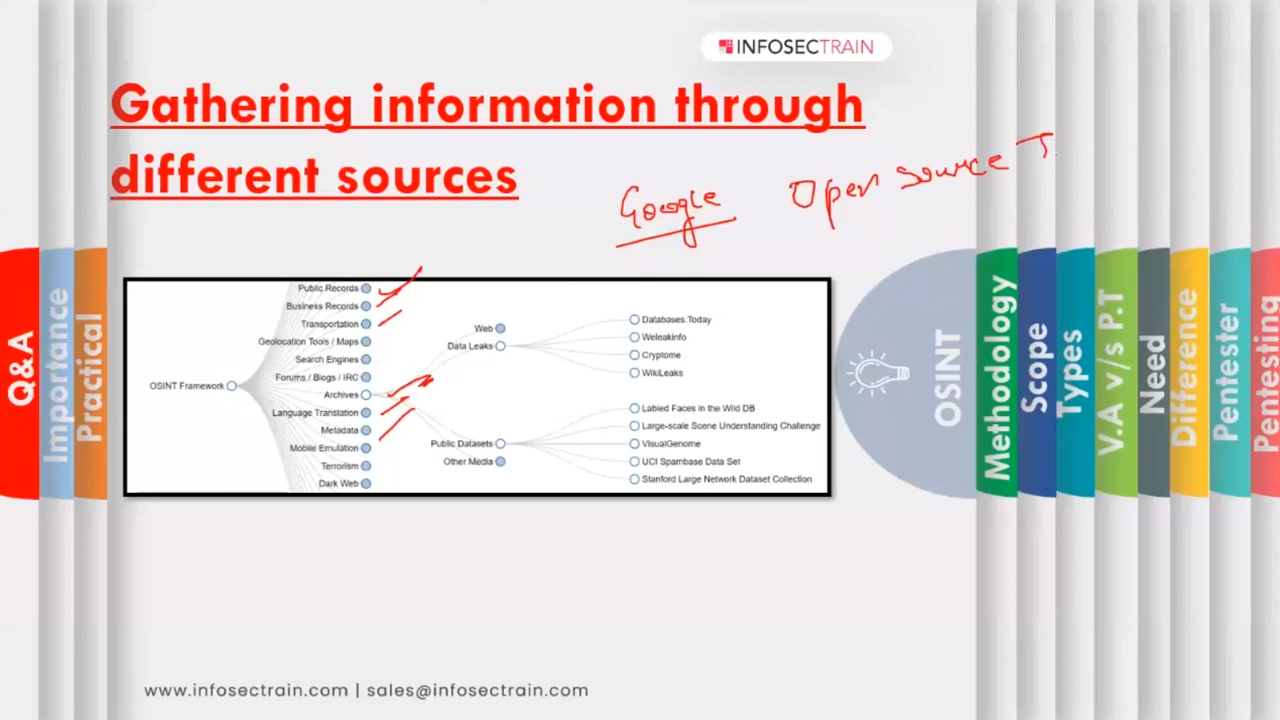 INFOSECTRAIN
Gathering information through
different sources
Google
Open Source T
Public Records
Business Records
Transportation
Geolocation Tools / Maps
Search Engines
Forums / Blogs / IRC
OSINT Framework
Archives
Language Translation
Metadata
Mobile Emulation
Terrorism
Dark Web
Web
Data Leaks
Public Datasets
Other Media
Databases.Today
Weleakinfo
Cryptome
WikiLeaks
Labled Faces in the Wild DB
Large-scale Scene Understanding Challenge
VisualGenome
UCI Spambase Data Set
Stanford Large Network Dataset Collection
Q&A
Importance
Practical
OSINT
Methodology
Scope
Types
V.A v/s P.T
Need
Difference
Pentester
Pentesting
www.infosectrain.com | sales@infosectrain.com